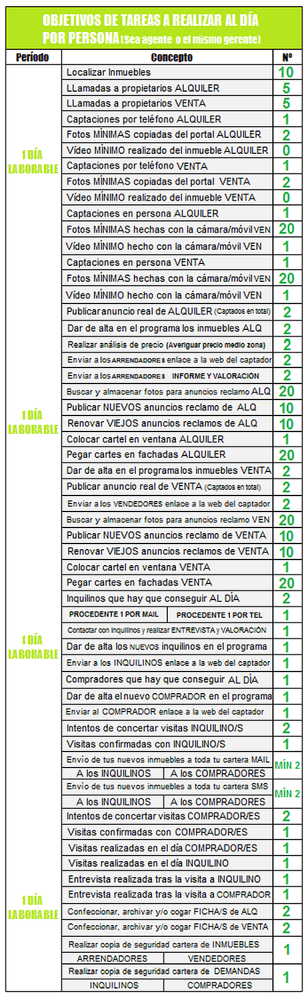 OBJETIVOS DE TAREAS A REALIZAR AL DÍA
POR PERSONA (Sea agente o el mismo gerente)
Período Concepto Nº
Localizar Inmuebles 10
LLamadas a propietarios ALQUILER 5
LLamadas a propietarios VENTA 5
Captaciones por teléfono ALQUILER 1
Fotos MÍNIMAS copiadas del portal ALQUILER 2
1 DÍA
LABORABLE
Vídeo MÍNIMO realizado del inmueble ALQUILER 0
Captaciones por teléfono VENTA 1
Fotos MÍNIMAS copiadas del portal VENTA 2
Vídeo MÍNIMO realizado del inmueble VENTA 0
Captaciones en persona ALQUILER 1
Fotos MÍNIMAS hechas con la cámara/móvil VEN 20
Vídeo MÍNIMO hecho con la cámara/móvil VEN 1
Captaciones en persona VENTA 1
Fotos MÍNIMAS hechas con la cámara/móvil VEN 20
Vídeo MÍNIMO hecho con la cámara/móvil VEN 1
Publicar anuncio real de ALQUILER (Captados en total) 2
Dar de alta en el programa los inmuebles ALQ 2
Realizar análisis de precio (Averiguar precio medio zona) 2
Enviar a los ARRENDADORES enlace a la web del captador 2
Enviar a los ARRENDADORES INFORME Y VALORACIÓN 2
Buscar y almacenar fotos para anuncios reclamo ALQ 20
Publicar NUEVOS anuncios reclamo de ALQ 10
1 DÍA
LABORABLE
Renovar VIEJOS anuncios reclamos de ALQ 10
Colocar cartel en ventana ALQUILER 1
Pegar cartes en fachadas ALQUILER 20
Dar de alta en el programa los inmuebles VENTA 2
Publicar anuncio real de VENTA (Captados en total) 2
Enviar a los VENDEDORES enlace a la web del captador 2
Buscar y almacenar fotos para anuncios reclamo VEN 20
Publicar NUEVOS anuncios reclamo de VENTA 10
Renovar VIEJOS anuncios reclamos de VENTA 10
Colocar cartel en ventana VENTA 1
Pegar cartes en fachadas VENTA 20
Inquilinos que hay que conseguir AL DÍA 2
PROCEDENTE 1 POR MAIL PROCEDENTE 1 POR TEL 1
Contactar con Inquilinos y realizar ENTREVISTA y VALORACIÓN 1
1 DÍA
LABORABLE
Dar de alta los NUEVOS inquilinos en el programa 1
Enviar a los INQUILINOS enlace a la web del captador 1
Compradores que hay que conseguir AL DÍA 1
Dar de alta el nuevo COMPRADOR en el programa 1
Enviar al COMPRADOR enlace a la web del captador 1
Intentos de concertar visitas INQUILINO/S 2
Visitas confirmadas con INQUILINO/S 1
Envío de tus nuevos inmuebles a toda tu cartera MAIL MÍN 2
A los INQUILINOS A los COMPRADORES
Envío de tus nuevos inmuebles a toda tu cartera SMS MÍN 2
A los INQUILINOS A los COMPRADORES
Intentos de concertar visitas COMPRADOR/ES 2
Visitas confirmadas con COMPRADOR/ES 1
Visitas realizadas en el día COMPRADOR/ES 1
Visitas realizadas en el día INQUILINO 1
Entrevista realizada tras la visita a INQUILINO 1
Entrevista realizada tras la visita a COMPRADOR 1
1 DÍA
LABORABLE
Confeccionar, archivar y/o cogar FICHA/S de ALQ 2
Confeccionar, archivar y/o cogar FICHA/S de VENTA 2
Realizar copia de seguridad cartera de INMUEBLES 1
ARRENDADORES VENDEDORES
Realizar copia de seguridad cartera de DEMANDAS 1
INQUILINOS COMPRADORES